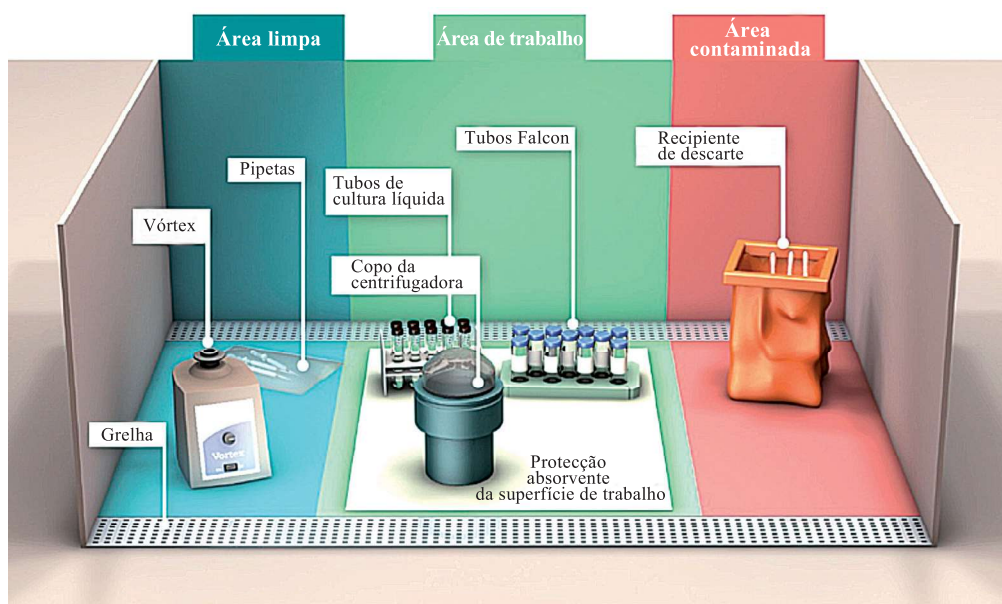 Área limpa
Área de trabalho
Área
contaminada
Tubos Falcon
Recipiente
de descarte
Pipetas
Tubos de
cultura líquida
Vórtex
Copo da
centrifugadora
Grelha
Vortex
Protecção
absorvente
da superfície de trabalho